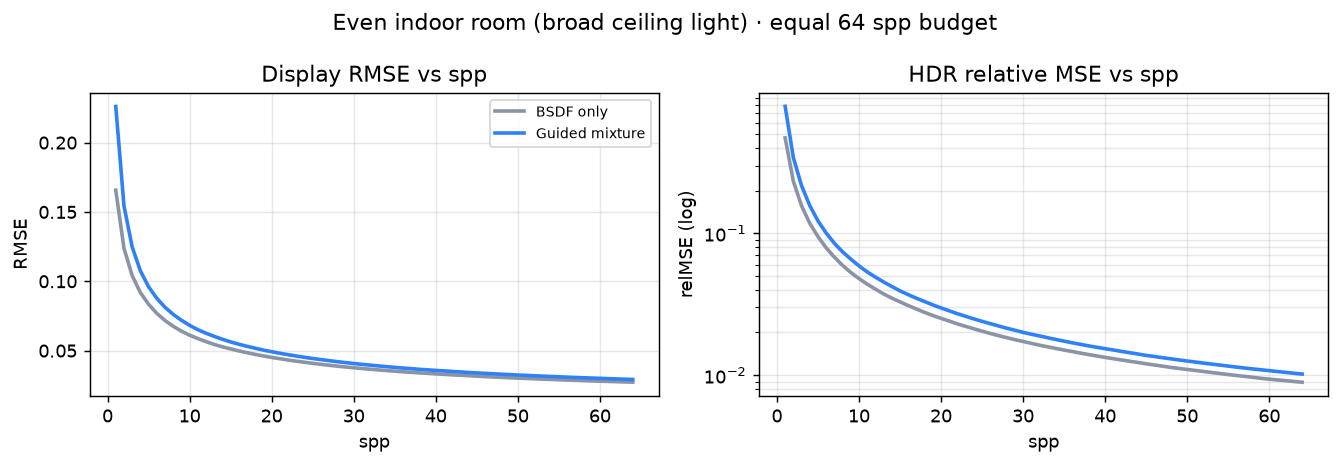 Even indoor room (broad ceiling light) · equal 64 spp budget
Display RMSE vs spp
RMSE
0.20
0.15
0.10
0.05
BSDF only
Guided mixture
0 10 20 30 40 50 60
spp
HDR relative MSE vs spp
relMSE (log)
10⁻¹
10⁻²
0 10 20 30 40 50 60
spp